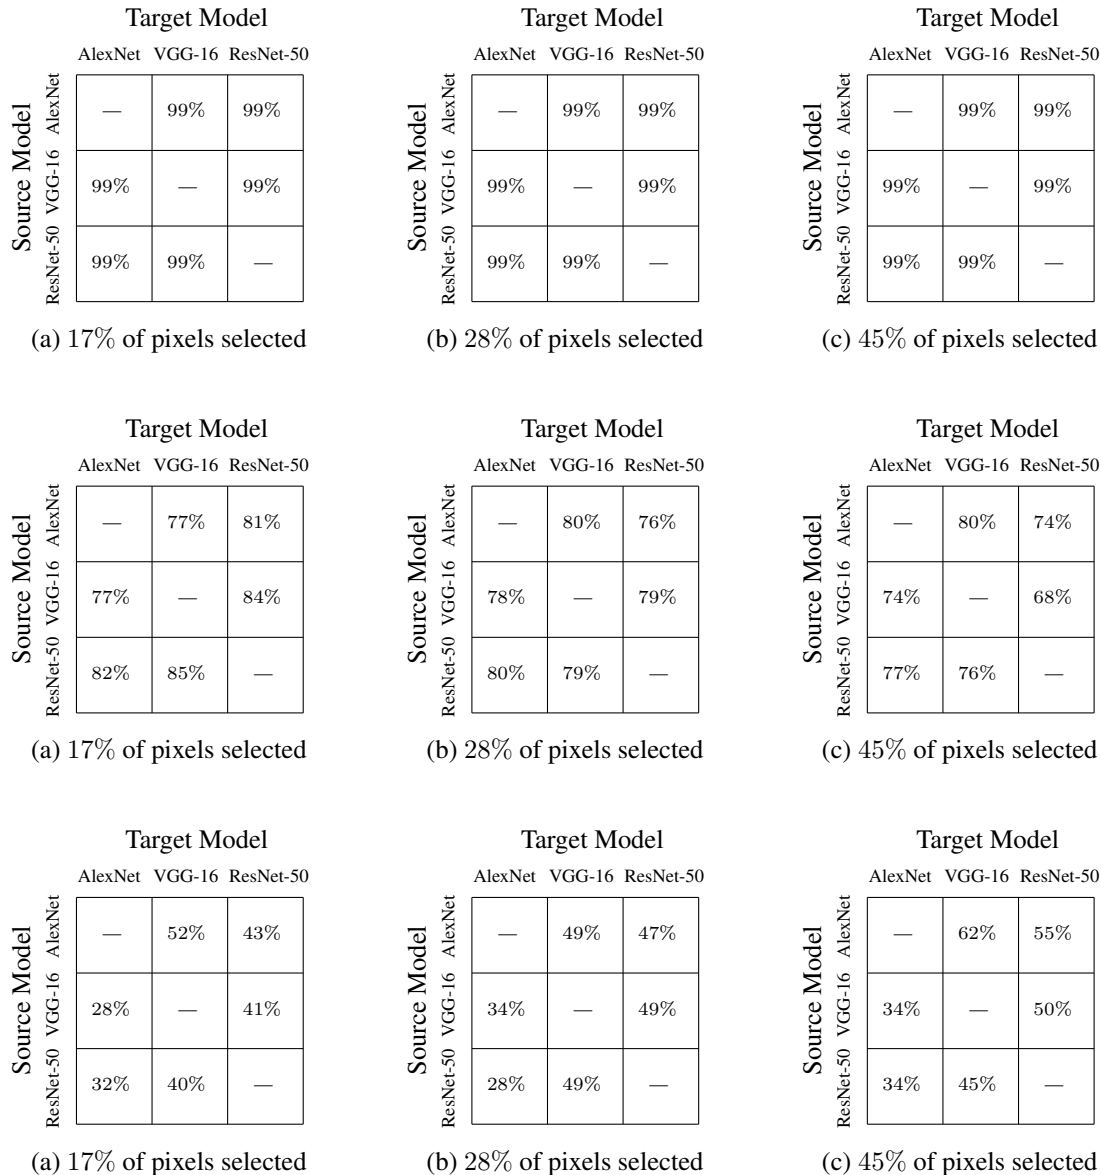 Target Model Target Model Target Model
AlexNet VGG-16 ResNet-50 AlexNet VGG-16 ResNet-50 AlexNet VGG-16 ResNet-50
Source Model Source Model Source Model
AlexNet — 99% 99% AlexNet — 99% 99% AlexNet — 99% 99%
VGG-16 99% — 99% VGG-16 99% — 99% VGG-16 99% — 99%
ResNet-50 99% 99% — ResNet-50 99% 99% — ResNet-50 99% 99% —
(a) 17% of pixels selected (b) 28% of pixels selected (c) 45% of pixels selected
Target Model Target Model Target Model
AlexNet VGG-16 ResNet-50 AlexNet VGG-16 ResNet-50 AlexNet VGG-16 ResNet-50
Source Model Source Model Source Model
AlexNet — 77% 81% AlexNet — 80% 76% AlexNet — 80% 74%
VGG-16 77% — 84% VGG-16 78% — 79% VGG-16 74% — 68%
ResNet-50 82% 85% — ResNet-50 80% 79% — ResNet-50 77% 76% —
(a) 17% of pixels selected (b) 28% of pixels selected (c) 45% of pixels selected
Target Model Target Model Target Model
AlexNet VGG-16 ResNet-50 AlexNet VGG-16 ResNet-50 AlexNet VGG-16 ResNet-50
Source Model Source Model Source Model
AlexNet — 52% 43% AlexNet — 49% 47% AlexNet — 62% 55%
VGG-16 28% — 41% VGG-16 34% — 49% VGG-16 34% — 50%
ResNet-50 32% 40% — ResNet-50 28% 49% — ResNet-50 34% 45% —
(a) 17% of pixels selected (b) 28% of pixels selected (c) 45% of pixels selected